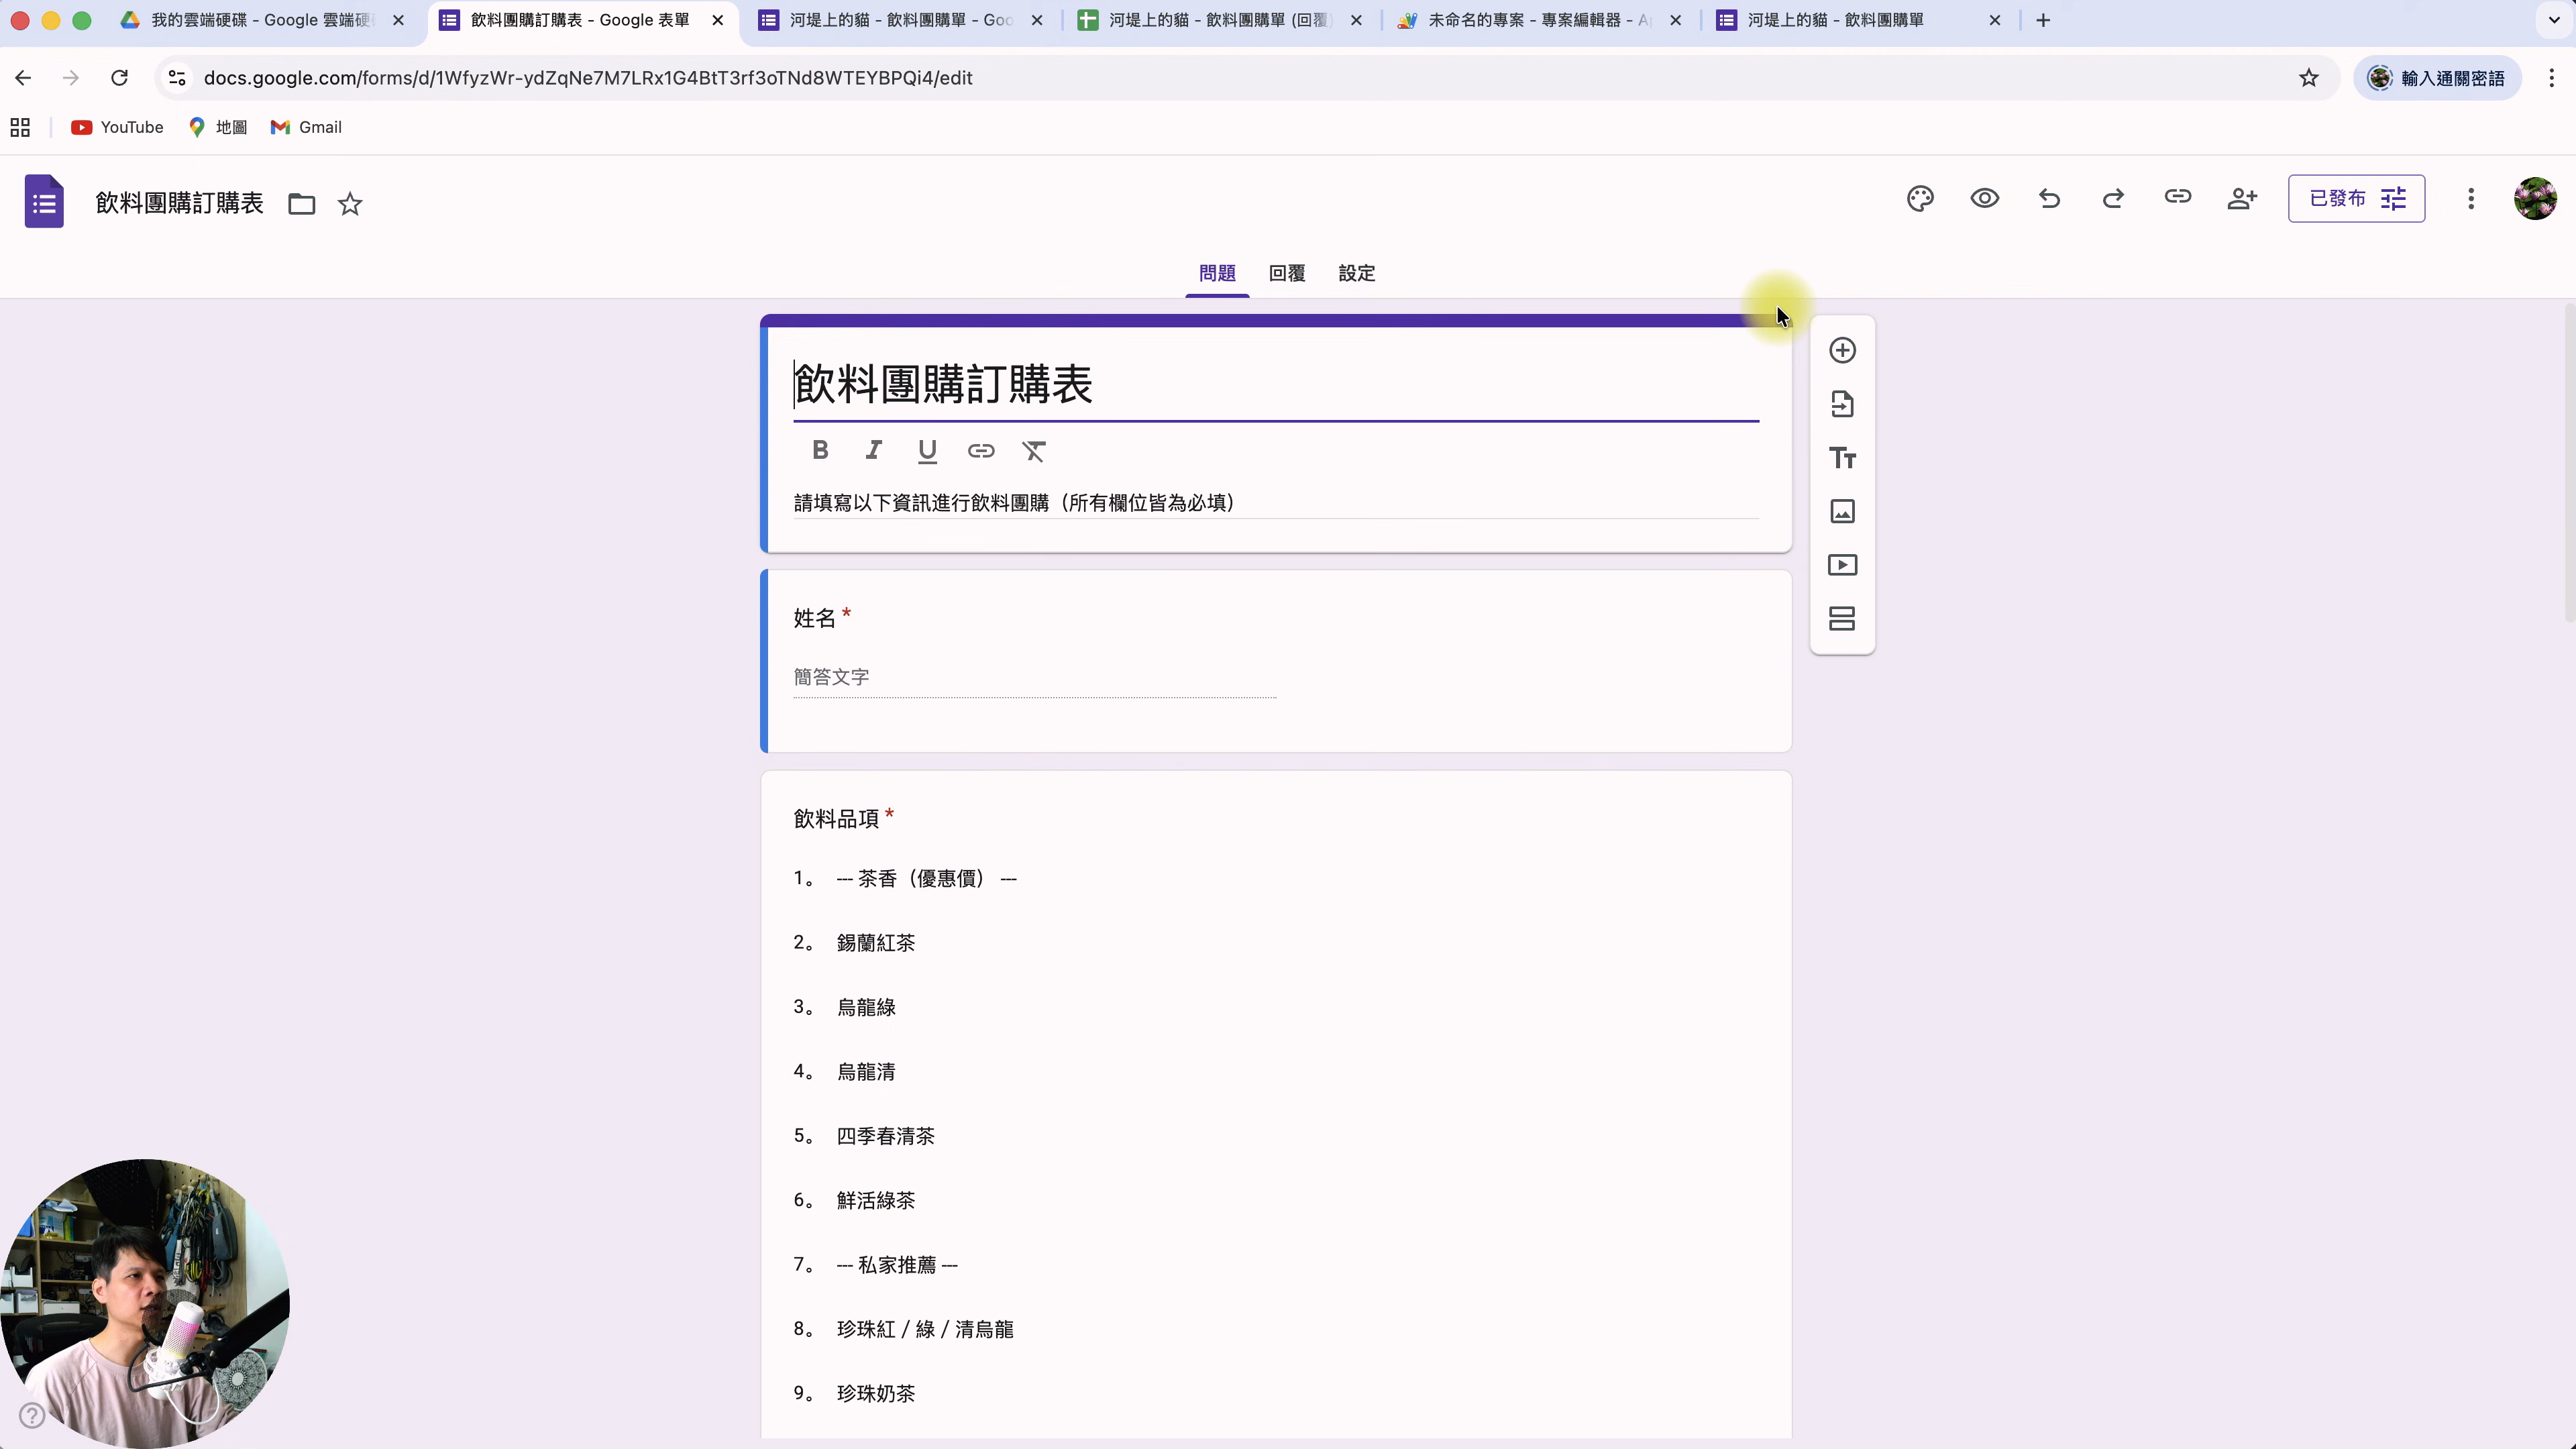 我的雲端硬碟 - Google 雲端硬
飲料團購訂購表 - Google 表單
河堤上的貓 - 飲料團購單 - Goo
河堤上的貓 - 飲料團購單 (回覆)
未命名的專案 - 專案編輯器 - A
河堤上的貓 - 飲料團購單
docs.google.com/forms/d/1WfyzWr-ydZqNe7M7LRx1G4BtT3rf3oTNd8WTEYBPQi4/edit
輸入通關密語
YouTube
地圖
Gmail
飲料團購訂購表
已發布
問題 回覆 設定
飲料團購訂購表
B I U
請填寫以下資訊進行飲料團購（所有欄位皆為必填）
姓名 *
簡答文字
飲料品項 *
1。 --- 茶香（優惠價） ---
2。 錫蘭紅茶
3。 烏龍綠
4。 烏龍清
5。 四季春清茶
6。 鮮活綠茶
7。 --- 私家推薦 ---
8。 珍珠紅 / 綠 / 清烏龍
9。 珍珠奶茶